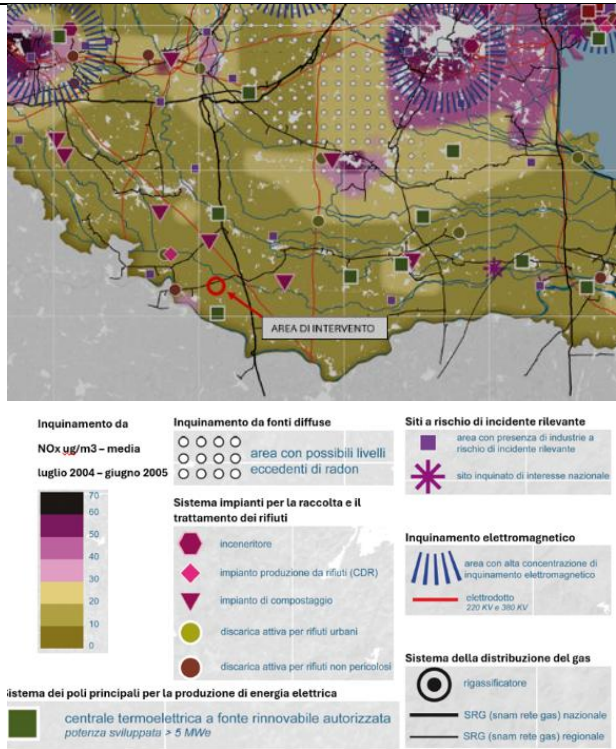 AREA DI INTERVENTO
Inquinamento da
NOx ug/m3 – media
luglio 2004 – giugno 2005
70
60
50
40
30
20
10
0
Inquinamento da fonti diffuse
area con possibili livelli
eccedenti di radon
Sistema impianti per la raccolta e il
trattamento dei rifiuti
inceneritore
impianto produzione da rifiuti (CDR)
impianto di compostaggio
discarica attiva per rifiuti urbani
discarica attiva per rifiuti non pericolosi
Siti a rischio di incidente rilevante
area con presenza di industrie a
rischio di incidente rilevante
sito inquinato di interesse nazionale
Inquinamento elettromagnetico
area con alta concentrazione di
inquinamento elettromagnetico
elettrodotto
220 KV e 380 KV
Sistema della distribuzione del gas
rigassificatore
SRG (snam rete gas) nazionale
SRG (snam rete gas) regionale
Sistema dei poli principali per la produzione di energia elettrica
centrale termoelettrica a fonte rinnovabile autorizzata
potenza sviluppata > 5 MWe